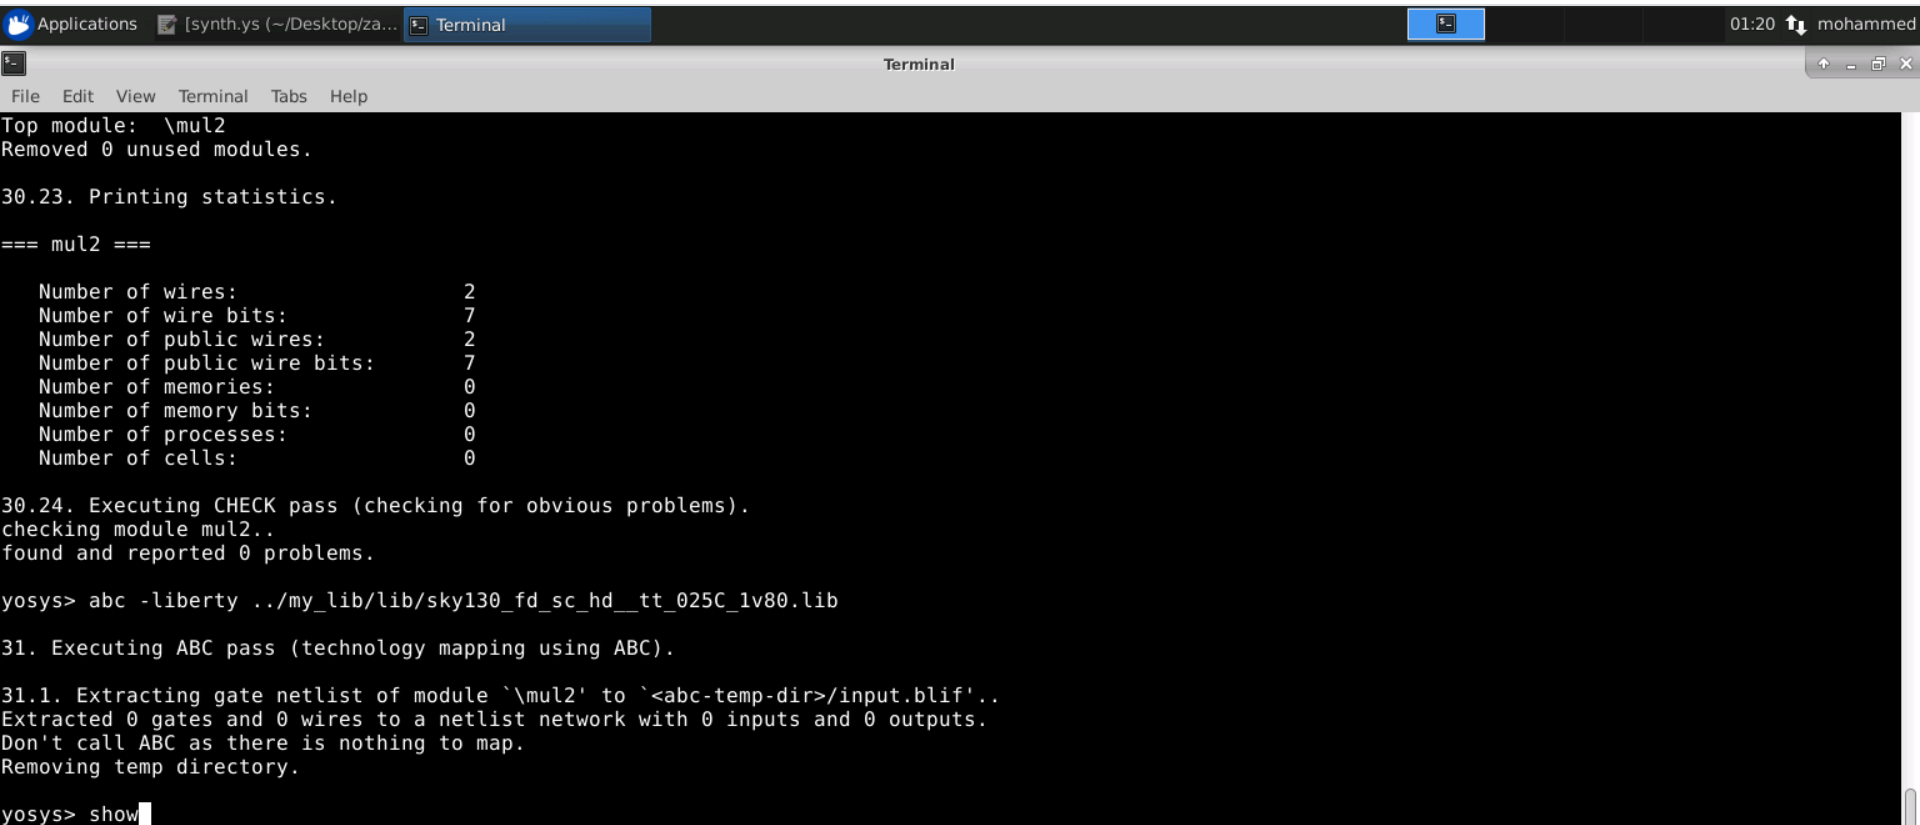 Applications [synth.ys (~/Desktop/za... Terminal 01:20 mohammed
Terminal
File Edit View Terminal Tabs Help
Top module:  \mul2
Removed 0 unused modules.
30.23. Printing statistics.
=== mul2 ===
Number of wires: 2
Number of wire bits: 7
Number of public wires: 2
Number of public wire bits: 7
Number of memories: 0
Number of memory bits: 0
Number of processes: 0
Number of cells: 0
30.24. Executing CHECK pass (checking for obvious problems).
checking module mul2..
found and reported 0 problems.
yosys> abc -liberty ../my_lib/lib/sky130_fd_sc_hd__tt_025C_1v80.lib
31. Executing ABC pass (technology mapping using ABC).
31.1. Extracting gate netlist of module `\mul2' to `<abc-temp-dir>/input.blif'..
Extracted 0 gates and 0 wires to a netlist network with 0 inputs and 0 outputs.
Don't call ABC as there is nothing to map.
Removing temp directory.
yosys> show